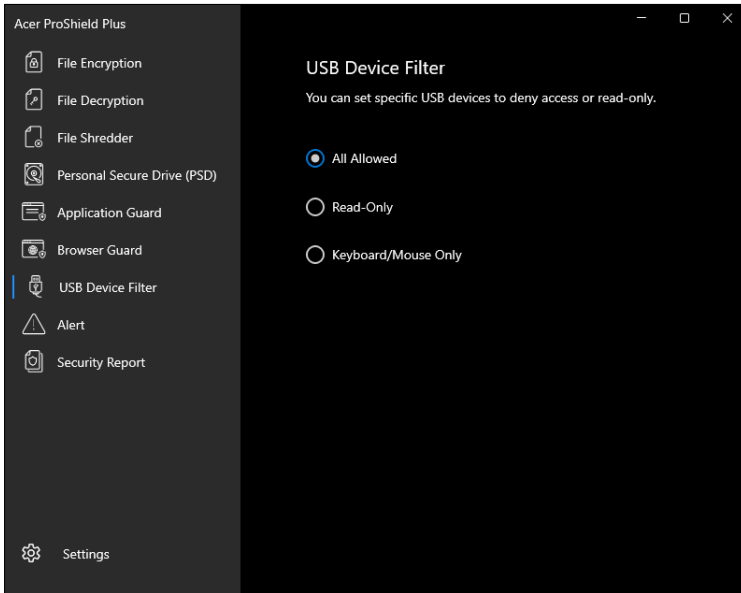 Acer ProShield Plus
File Encryption
File Decryption
File Shredder
Personal Secure Drive (PSD)
Application Guard
Browser Guard
USB Device Filter
Alert
Security Report
Settings
USB Device Filter
You can set specific USB devices to deny access or read-only.
All Allowed
Read-Only
Keyboard/Mouse Only